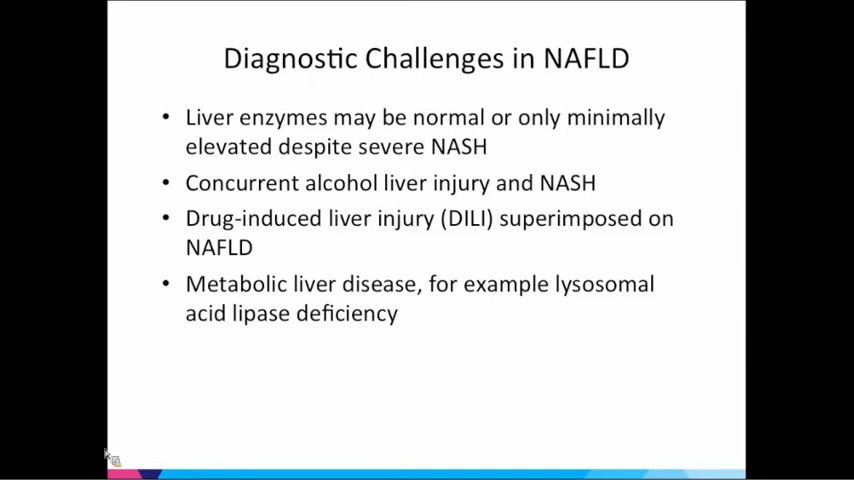 Diagnostic Challenges in NAFLD
• Liver enzymes may be normal or only minimally
elevated despite severe NASH
• Concurrent alcohol liver injury and NASH
• Drug-induced liver injury (DILI) superimposed on
NAFLD
• Metabolic liver disease, for example lysosomal
acid lipase deficiency